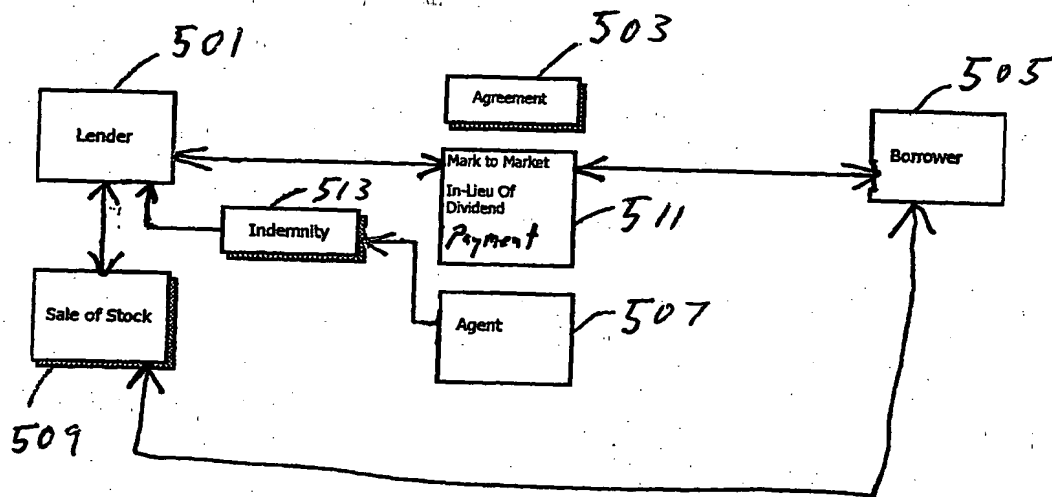 501
503
505
Agreement
Lender
Mark to Market
In-Lieu Of
Dividend
Payment
Borrower
513
511
Indemnity
Sale of Stock
Agent
507
509